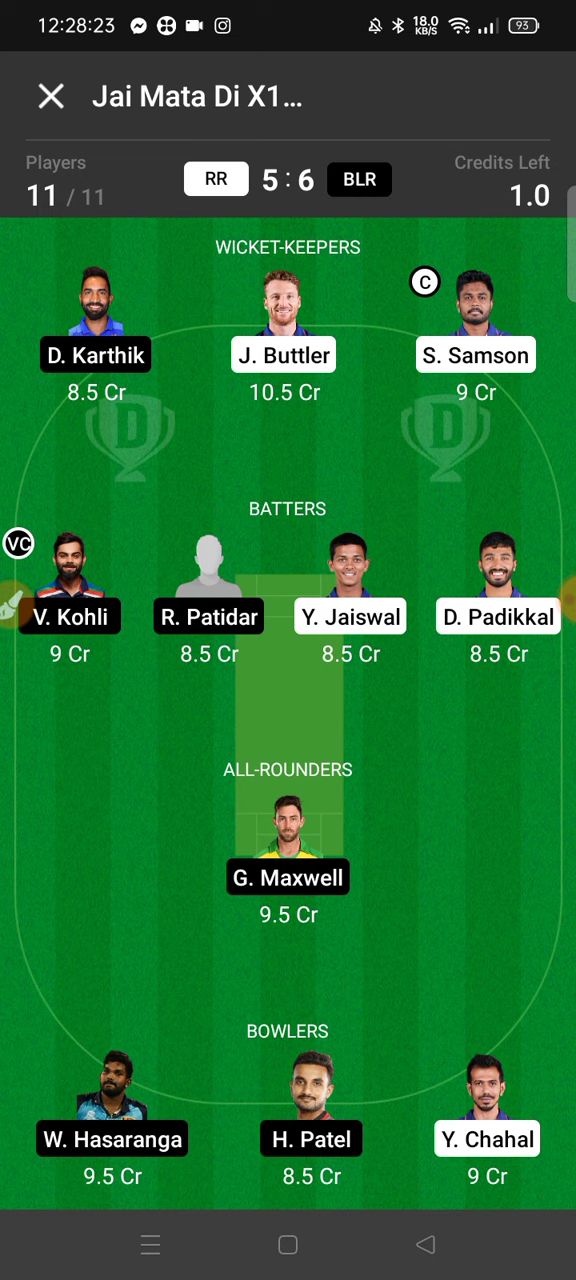 12:28:23
18.0
KB/S
93
Jai Mata Di X1...
Players
11 / 11
RR
5 : 6
BLR
Credits Left
1.0
WICKET-KEEPERS
C
D. Karthik
J. Buttler
S. Samson
8.5 Cr
10.5 Cr
9 Cr
D
D
BATTERS
VC
V. Kohli
R. Patidar
Y. Jaiswal
D. Padikkal
9 Cr
8.5 Cr
8.5 Cr
8.5 Cr
ALL-ROUNDERS
G. Maxwell
9.5 Cr
BOWLERS
W. Hasaranga
H. Patel
Y. Chahal
9.5 Cr
8.5 Cr
9 Cr